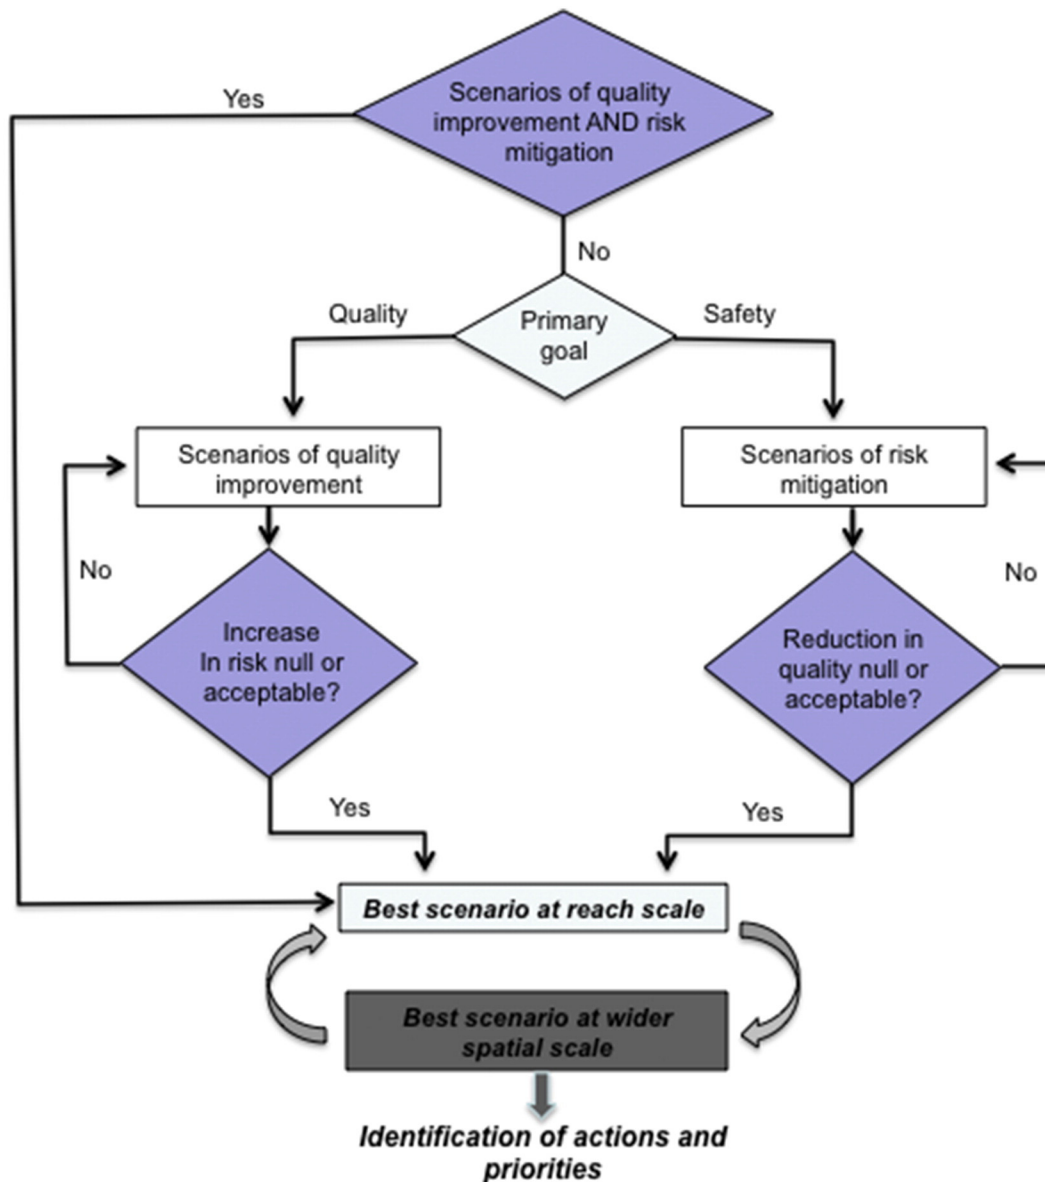 Yes
Scenarios of quality
improvement AND risk
mitigation
No
Quality
Primary
goal
Safety
Scenarios of quality
improvement
Scenarios of risk
mitigation
No
Increase
In risk null or
acceptable?
Reduction in
quality null or
acceptable?
No
Yes
Yes
Best scenario at reach scale
Best scenario at wider
spatial scale
Identification of actions and
priorities